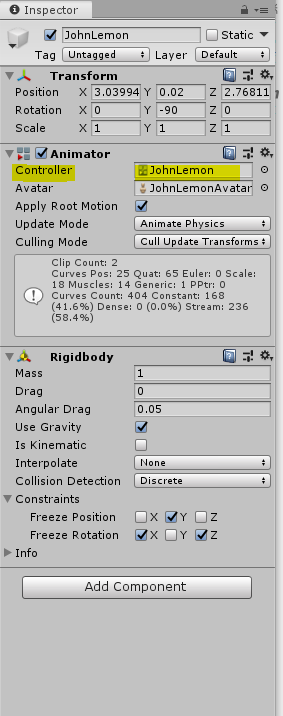 Inspector
JohnLemon Static
Tag Untagged Layer Default
Transform
Position X 3.03994 Y 0.02 Z 2.76811
Rotation X 0 Y -90 Z 0
Scale X 1 Y 1 Z 1
Animator
Controller JohnLemon
Avatar JohnLemonAvatar
Apply Root Motion
Update Mode Animate Physics
Culling Mode Cull Update Transforms
Clip Count: 2
Curves Pos: 25 Quat: 65 Euler: 0 Scale:
18 Muscles: 14 Generic: 1 PPtr: 0
Curves Count: 404 Constant: 168
(41.6%) Dense: 0 (0.0%) Stream: 236
(58.4%)
Rigidbody
Mass 1
Drag 0
Angular Drag 0.05
Use Gravity
Is Kinematic
Interpolate None
Collision Detection Discrete
Constraints
Freeze Position X Y Z
Freeze Rotation X Y Z
Info
Add Component